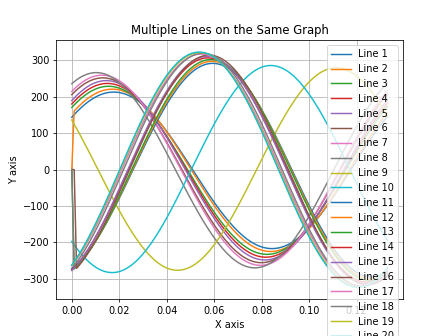 Multiple Lines on the Same Graph
Y axis
300
200
100
0
−100
−200
−300
0.00
0.02
0.04
0.06
0.08
0.10
X axis
Line 1
Line 2
Line 3
Line 4
Line 5
Line 6
Line 7
Line 8
Line 9
Line 10
Line 11
Line 12
Line 13
Line 14
Line 15
Line 16
Line 17
Line 18
Line 19
Line 20